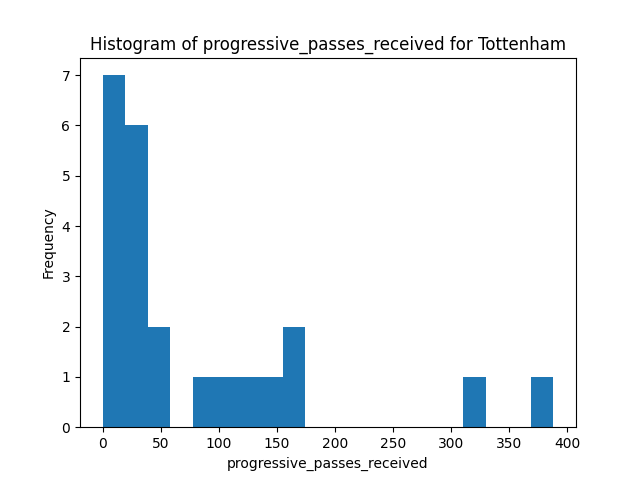 Histogram of progressive_passes_received for Tottenham
7
6
5
4
3
2
1
0
Frequency
0 50 100 150 200 250 300 350 400
progressive_passes_received